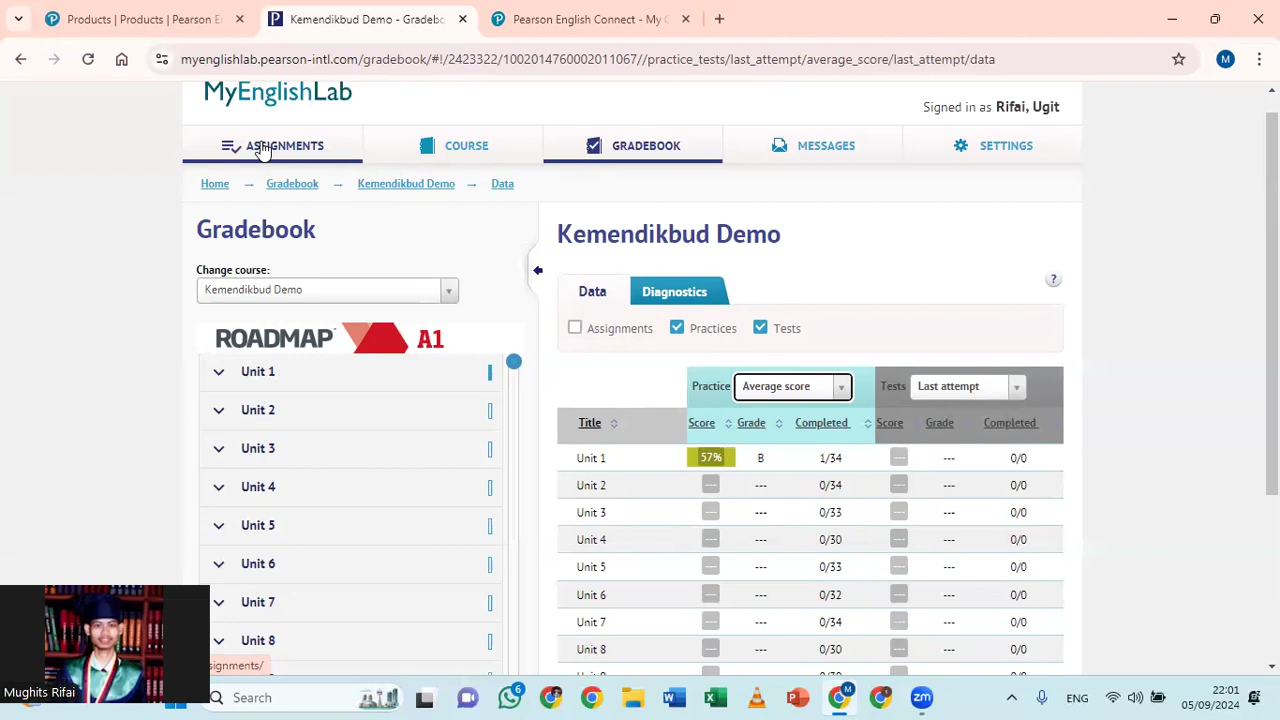 Products | Products | Pearson E
Kemendikbud Demo - Gradebo
Pearson English Connect - My C
myenglishlab.pearson-intl.com/gradebook/#!/2423322/1002014760002011067//practice_tests/last_attempt/average_score/last_attempt/data
M
MyEnglishLab
Signed in as Rifai, Ugit
ASSIGNMENTS COURSE GRADEBOOK MESSAGES SETTINGS
Home → Gradebook → Kemendikbud Demo → Data
Gradebook
Kemendikbud Demo
Change course:
Kemendikbud Demo
Data Diagnostics ?
Assignments Practices Tests
ROADMAP A1
Unit 1
Unit 2
Unit 3
Unit 4
Unit 5
Unit 6
Unit 7
Unit 8
Practice Average score Tests Last attempt
Title Score Grade Completed Score Grade Completed
Unit 1 57% B 1/34 --- --- 0/0
Unit 2 --- --- 0/34 --- --- 0/0
Unit 3 --- --- 0/33 --- --- 0/0
Unit 4 --- --- 0/30 --- --- 0/0
Unit 5 --- --- 0/33 --- --- 0/0
Unit 6 --- --- 0/32 --- --- 0/0
Unit 7 --- --- 0/34 --- --- 0/0
Unit 8 --- --- 0/30 --- --- 0/0
signments/
Mughits Rifai
Search
6
M
zm
ENG
22:01
05/09/2024